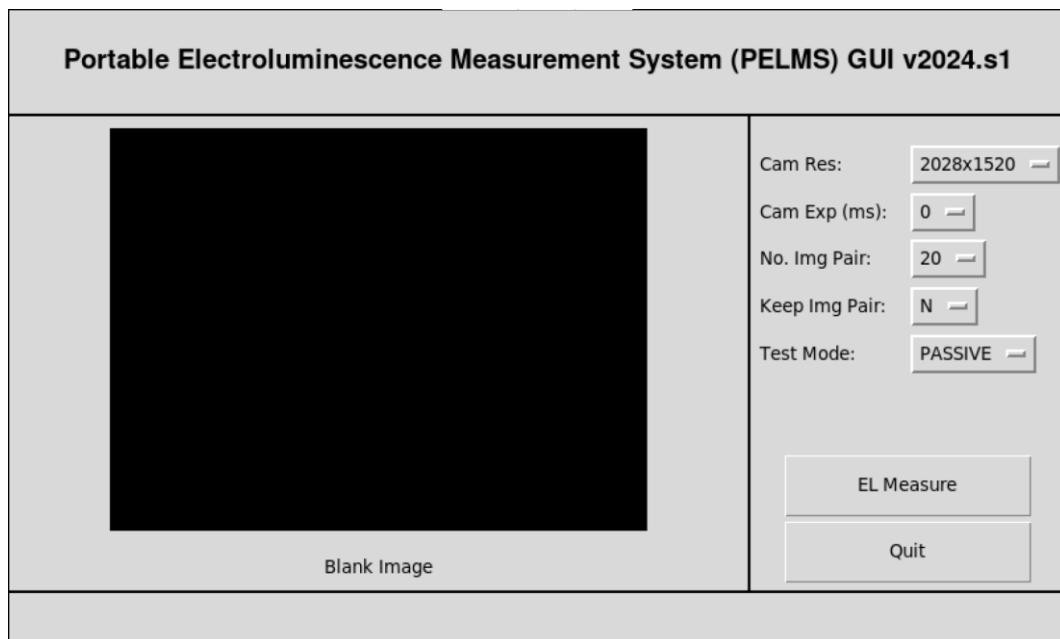 Portable Electroluminescence Measurement System (PELMS) GUI v2024.s1
Cam Res: 2028x1520
Cam Exp (ms): 0
No. Img Pair: 20
Keep Img Pair: N
Test Mode: PASSIVE
EL Measure
Quit
Blank Image